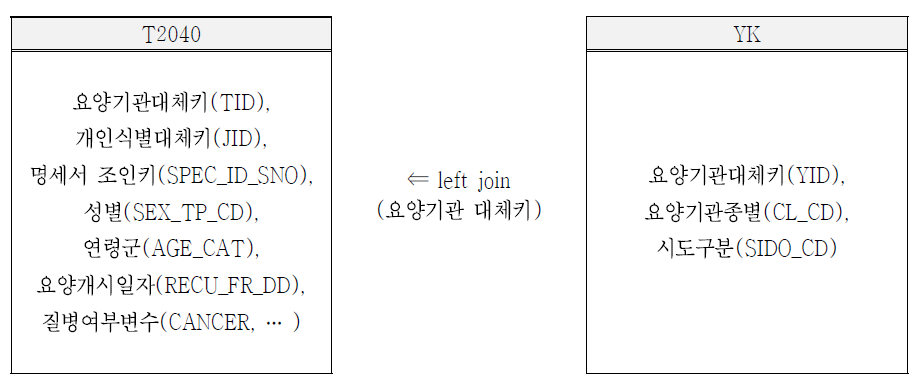 T2040
요양기관대체키(TID),
개인식별대체키(JID),
명세서 조인키(SPEC_ID_SNO),
성별(SEX_TP_CD),
연령군(AGE_CAT),
요양개시일자(RECU_FR_DD),
질병여부변수(CANCER, … )
⇐ left join
(요양기관 대체키)
YK
요양기관대체키(YID),
요양기관종별(CL_CD),
시도구분(SIDO_CD)